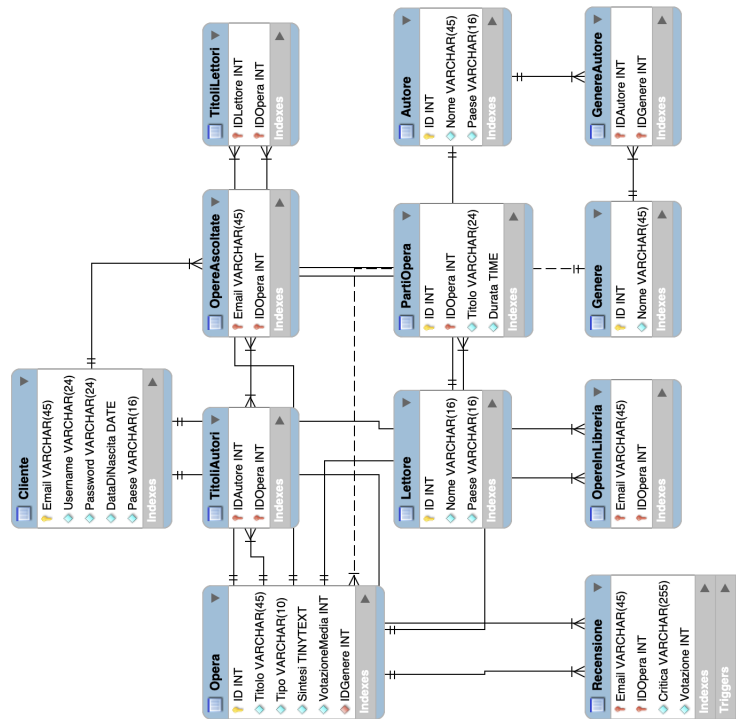 Cliente
Email VARCHAR(45)
Username VARCHAR(24)
Password VARCHAR(24)
DataDiNascita DATE
Paese VARCHAR(16)
Indexes
Opera
ID INT
Titolo VARCHAR(45)
Tipo VARCHAR(10)
Sintesi TINYTEXT
VotazioneMedia INT
IDGenere INT
Indexes
TitoliAutori
IDAutore INT
IDOpera INT
Indexes
OpereAscoltate
Email VARCHAR(45)
IDOpera INT
Indexes
TitoliLettori
IDLettore INT
IDOpera INT
Indexes
Lettore
ID INT
Nome VARCHAR(16)
Paese VARCHAR(16)
Indexes
PartiOpera
ID INT
IDOpera INT
Titolo VARCHAR(24)
Durata TIME
Indexes
Autore
ID INT
Nome VARCHAR(45)
Paese VARCHAR(16)
Indexes
Recensione
Email VARCHAR(45)
IDOpera INT
Critica VARCHAR(255)
Votazione INT
Indexes
Triggers
OpereInLibreria
Email VARCHAR(45)
IDOpera INT
Indexes
Genere
ID INT
Nome VARCHAR(45)
Indexes
GenereAutore
IDAutore INT
IDGenere INT
Indexes